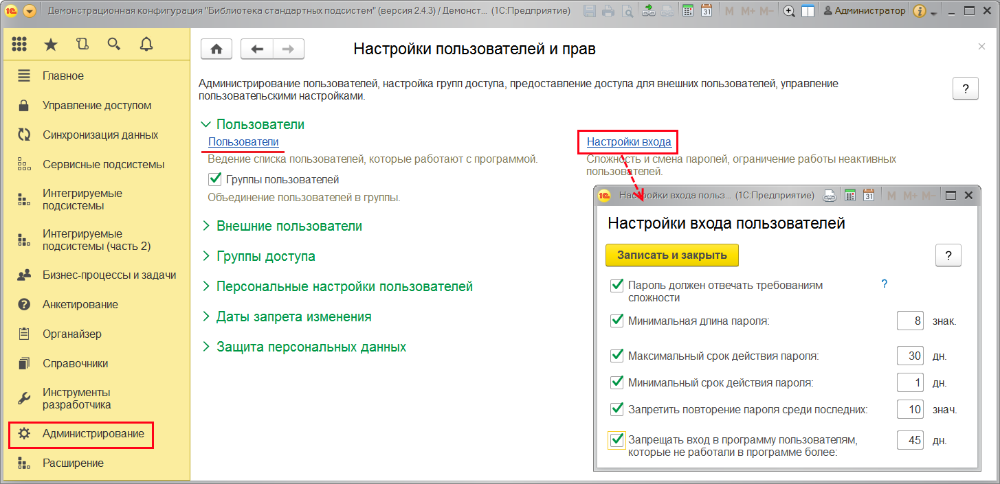 Демонстрационная конфигурация "Библиотека стандартных подсистем" (версия 2.4.3) / Демонст... (1С:Предприятие)
31
M M+ M-
Администратор
Главное
Управление доступом
Синхронизация данных
Сервисные подсистемы
Интегрируемые
подсистемы
Интегрируемые
подсистемы (часть 2)
Бизнес-процессы и задачи
Анкетирование
Органайзер
Справочники
Инструменты
разработчика
Администрирование
Расширение
Настройки пользователей и прав
Администрирование пользователей, настройка групп доступа, предоставление доступа для внешних пользователей, управление
пользовательскими настройками.
?
Пользователи
Пользователи
Ведение списка пользователей, которые работают с программой.
Группы пользователей
Объединение пользователей в группы.
Внешние пользователи
Группы доступа
Персональные настройки пользователей
Даты запрета изменения
Защита персональных данных
Настройки входа
Сложность и смена паролей, ограничение работы неактивных
пользователей.
1С Настройки входа польз... (1С:Предприятие) 31 M M+ M-
Настройки входа пользователей
Записать и закрыть ?
Пароль должен отвечать требованиям ?
сложности
Минимальная длина пароля: 8 знак.
Максимальный срок действия пароля: 30 дн.
Минимальный срок действия пароля: 1 дн.
Запретить повторение пароля среди последних: 10 знач.
Запрещать вход в программу пользователям, 45 дн.
которые не работали в программе более: